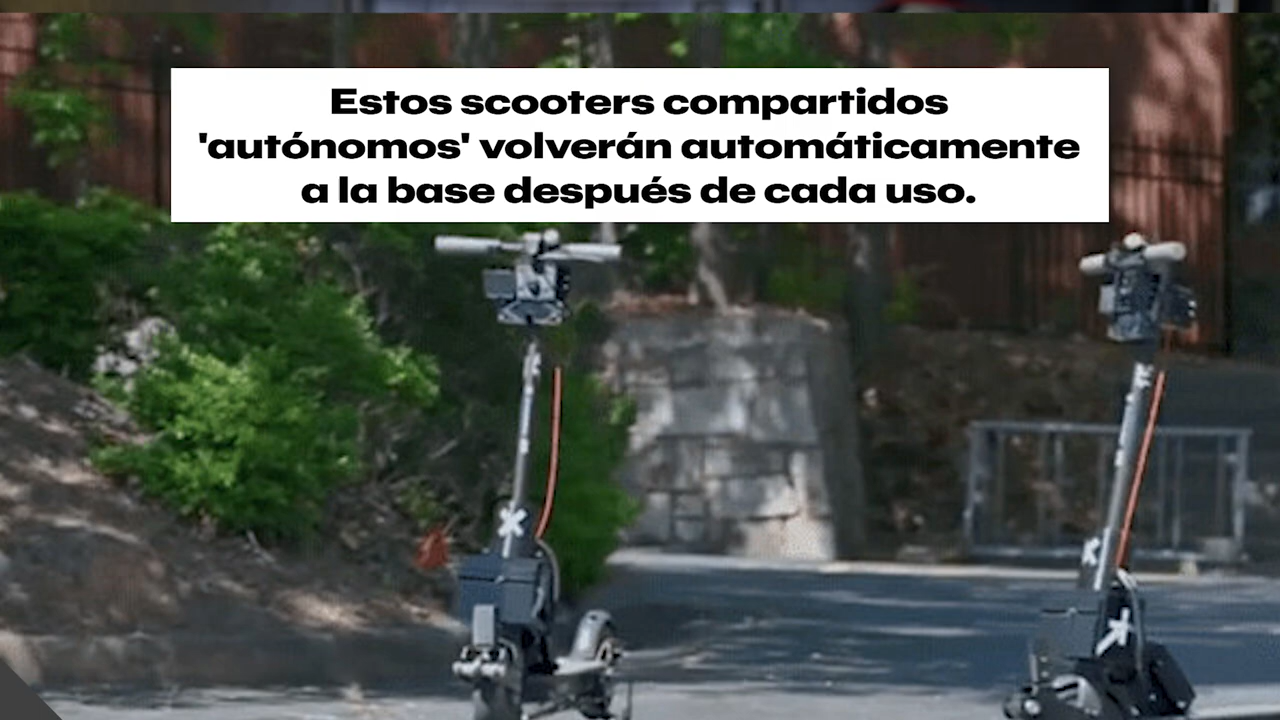 Estos scooters compartidos
'autónomos' volverán automáticamente
a la base después de cada uso.